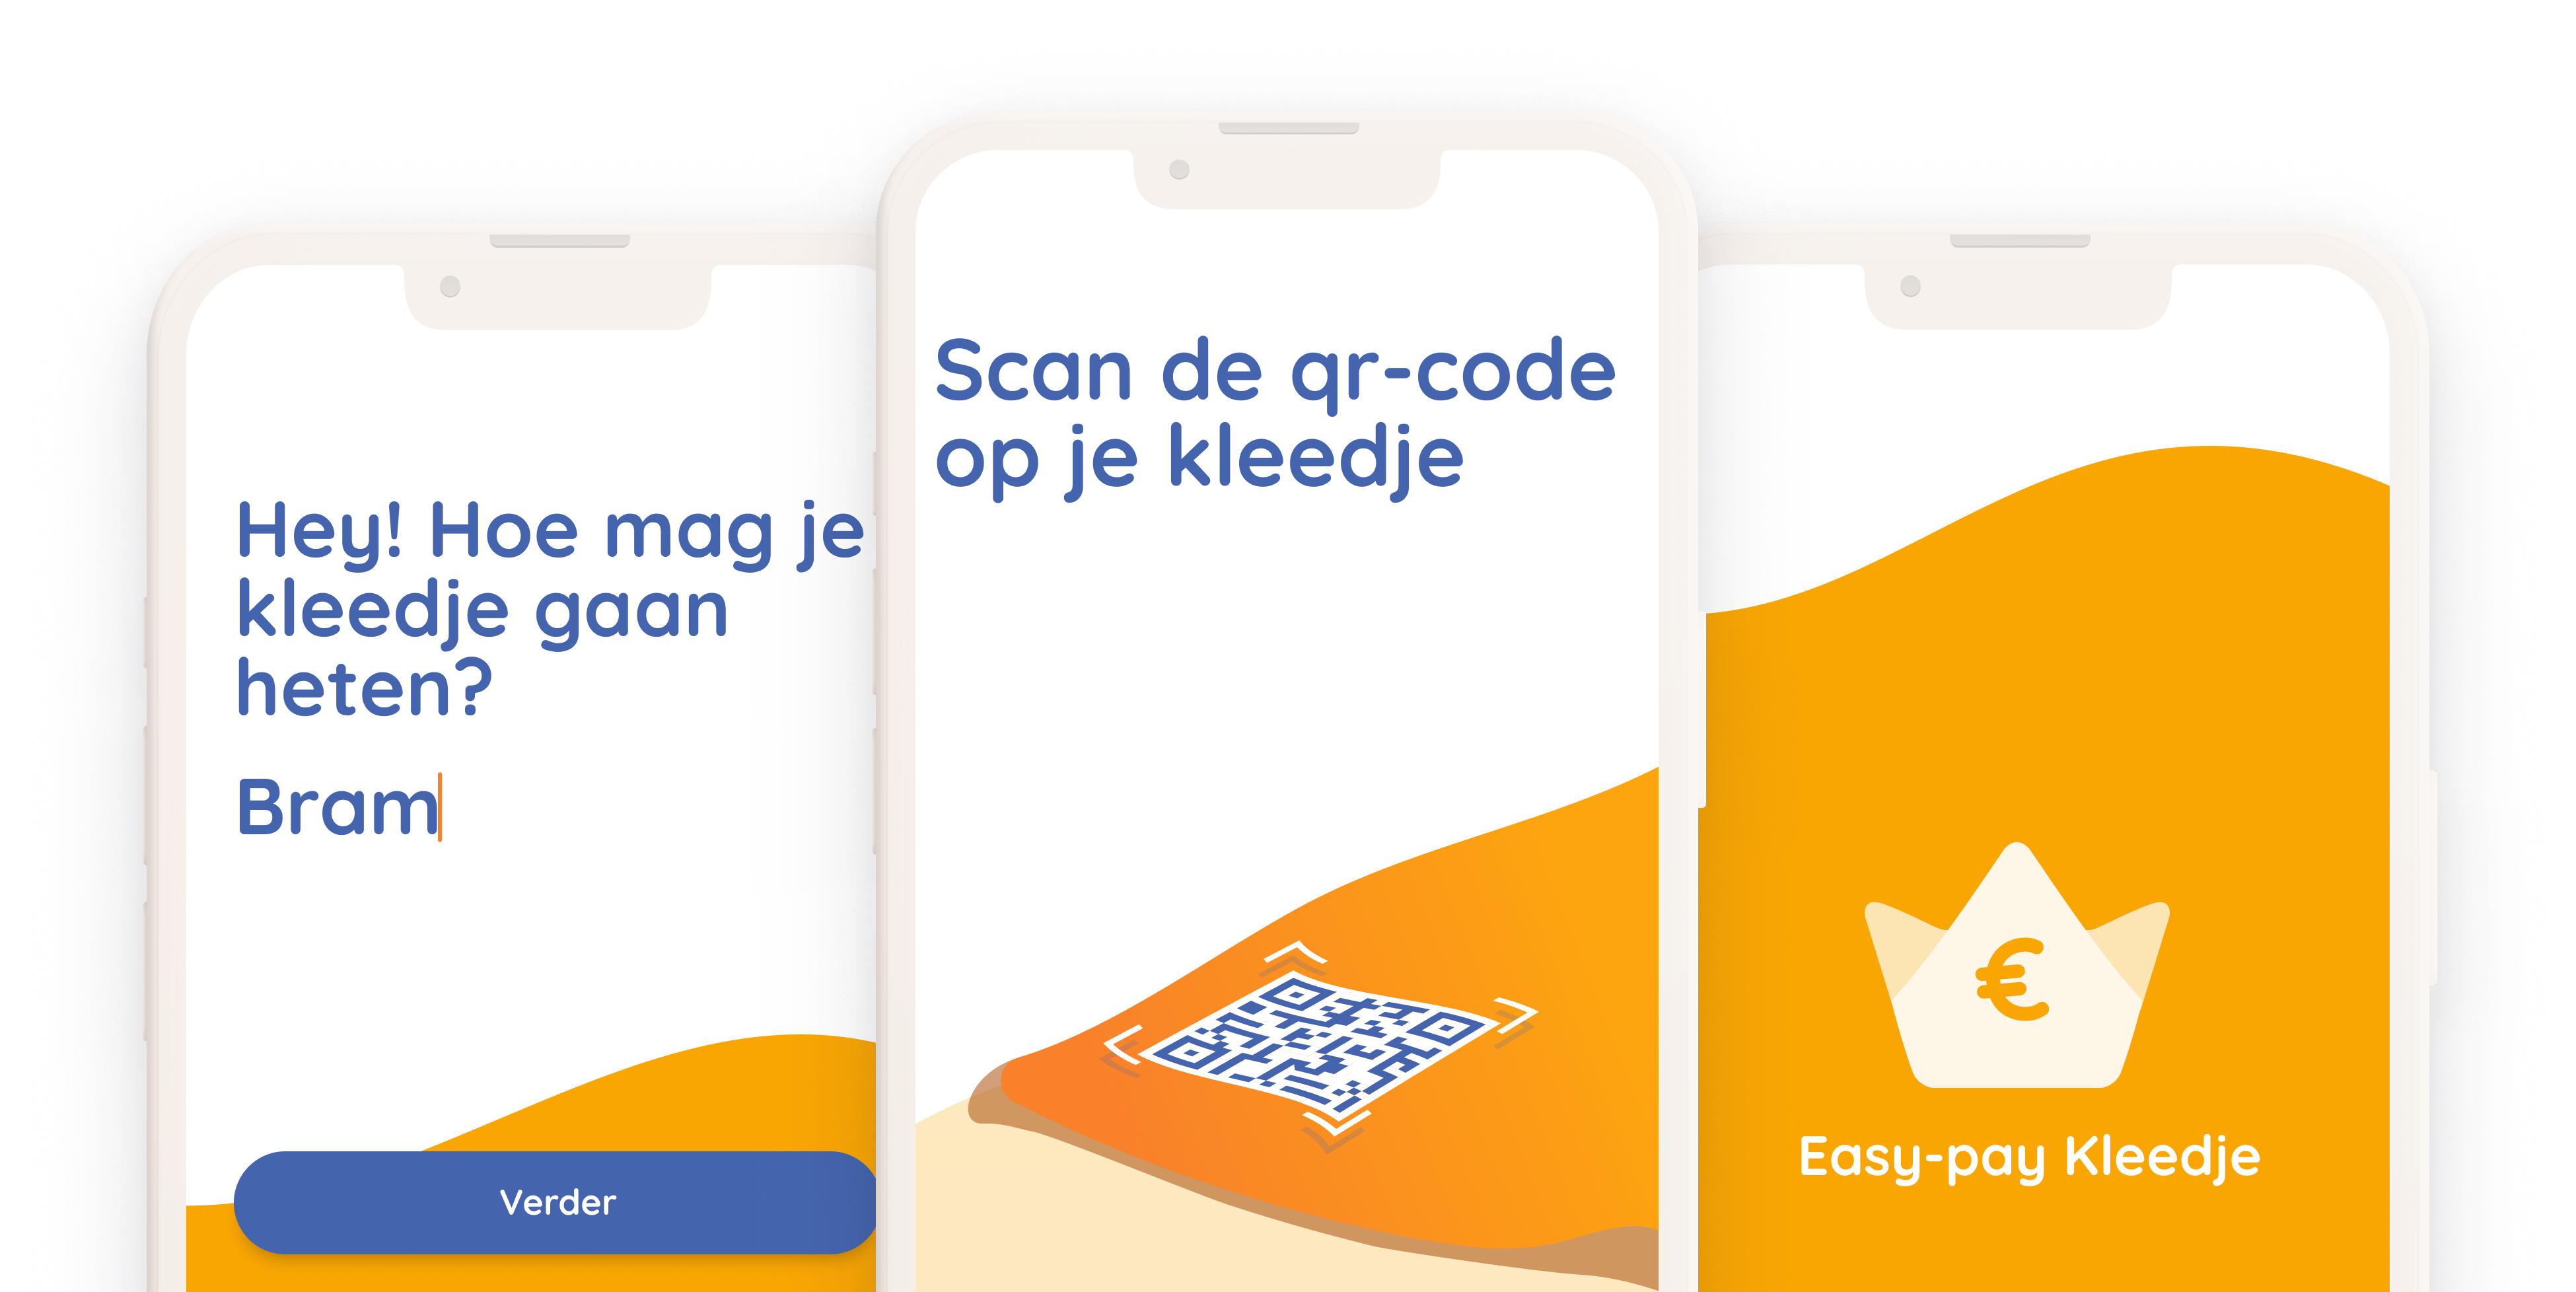 Hey! Hoe mag je
kleedje gaan
heten?
Bram
Verder
Scan de qr-code
op je kleedje
€
Easy-pay Kleedje